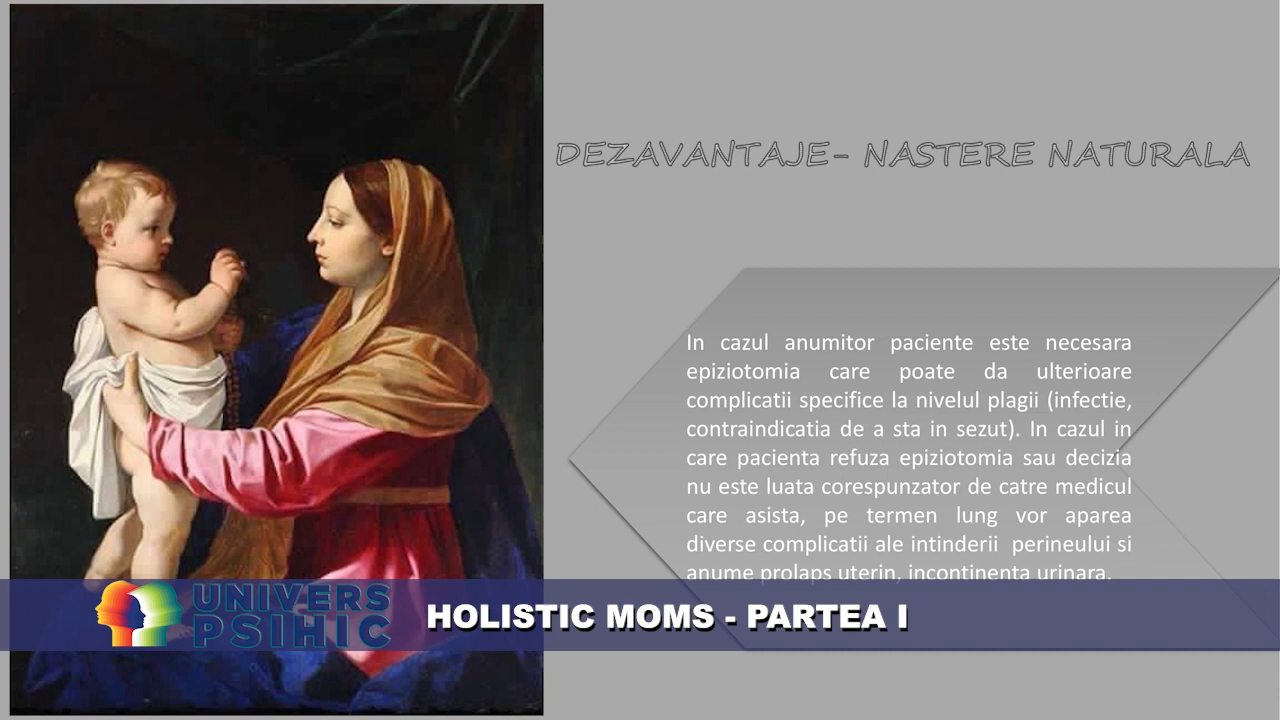 DEZAVANTAJE- NASTERE NATURALA
In cazul anumitor paciente este necesara
epiziotomia care poate da ulterioare
complicatii specifice la nivelul plagii (infectie,
contraindicatia de a sta in sezut). In cazul in
care pacienta refuza epiziotomia sau decizia
nu este luata corespunzator de catre medicul
care asista, pe termen lung vor aparea
diverse complicatii ale intinderii perineului si
anume prolaps uterin, incontinenta urinara.
UNIVERS
PSIHIC
HOLISTIC MOMS - PARTEA I